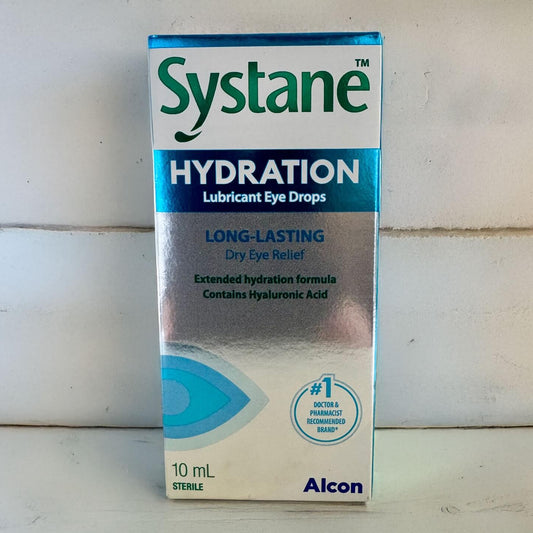 Systane™
HYDRATION
Lubricant Eye Drops
LONG-LASTING
Dry Eye Relief
Extended hydration formula
Contains Hyaluronic Acid
#1
DOCTOR &
PHARMACIST
RECOMMENDED
BRAND*
10 mL
STERILE
Alcon